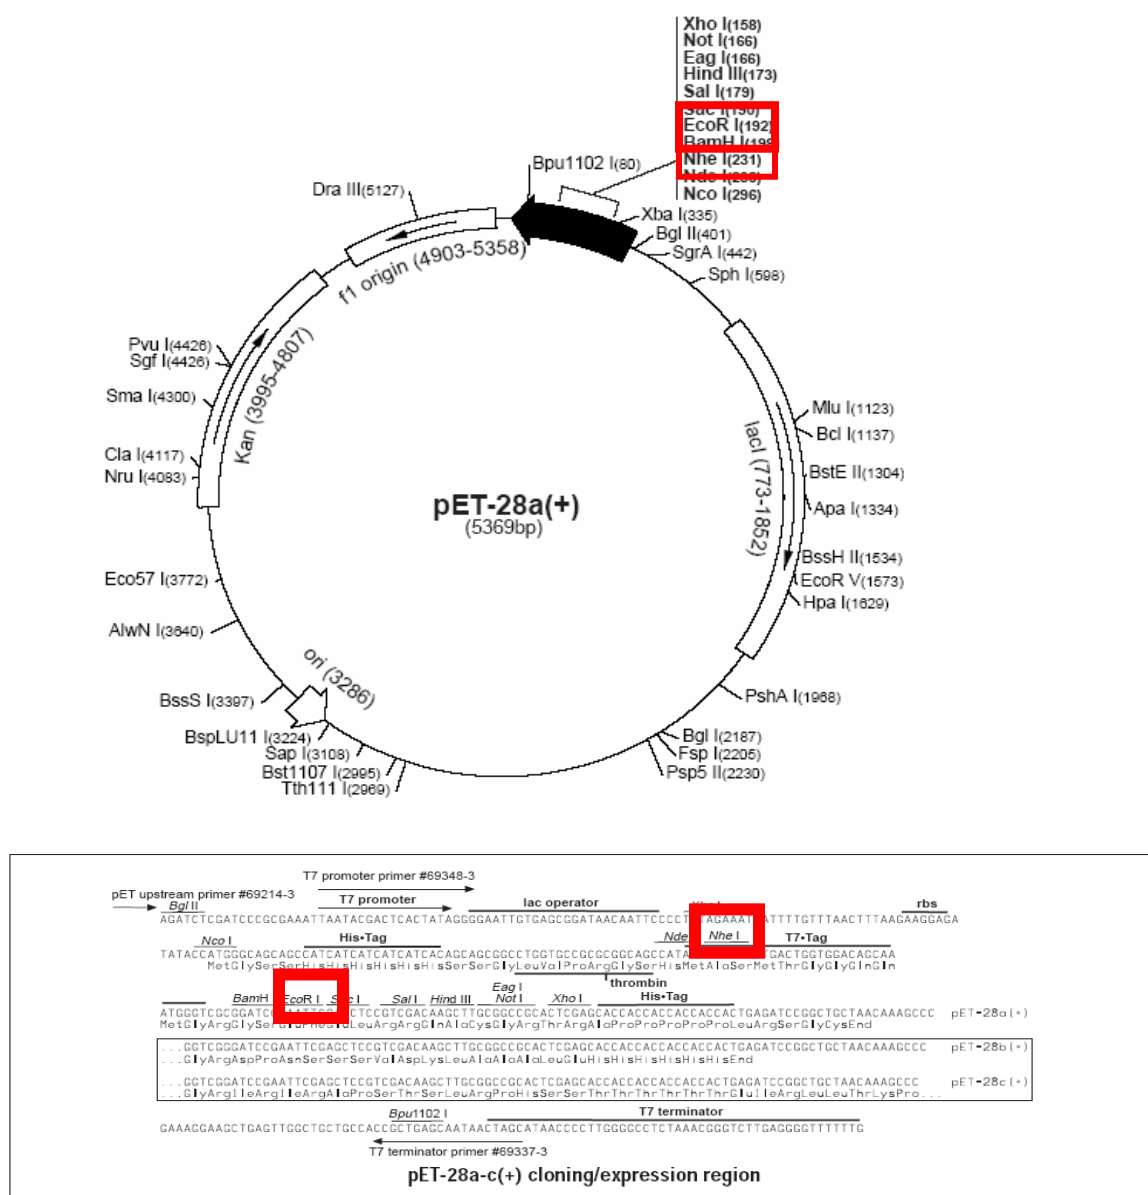 Xho I(158)
Not I(166)
Eag I(166)
Hind III(173)
Sal I(179)
Sac I(190)
EcoR I(192)
BamH I(198
Nhe I(231)
Nde
Nco I(296)
Bpu1102 I(80)
Dra III(5127)
Xba I(335)
Bgl II(401)
SgrA I(442)
Sph I(598)
f1 origin (4903-5358)
Pvu I(4426)
Sgf I(4426)
Sma I(4300)
Kan (3995-4807)
Cla I(4117)
Nru I(4083)
lacI (773-1852)
Mlu I(1123)
Bcl I(1137)
BstE II(1304)
Apa I(1334)
BssH II(1534)
EcoR V(1573)
Hpa I(1629)
pET-28a(+)
(5369bp)
Eco57 I(3772)
AlwN I(3640)
ori (3286)
BssS I(3397)
PshA I(1968)
BspLU11 I(3224)
Sap I(3108)
Bst1107 I(2995)
Tth111 I(2969)
Bgl I(2187)
Fsp I(2205)
Psp5 II(2230)
T7 promoter primer #69348-3
pET upstream primer #69214-3
Bgl II T7 promoter lac operator rbs
AGATCTCGATCCCGCGAAATTAATACGACTCACTATAGGGGAATTGTGAGCGGATAACAATTCCCCT TAGAAAT ATTTTGTTTAACTTTAAGAAGGAGA
Nco I His•Tag Nde Nhe I T7•Tag
TATACCATGGGCAGCAGCCATCATCATCATCATCACAGCAGCGGCCTGGTGCCGCGCGGCAGCCATA TGACTGGTGGACAGCAA
MetGlySerSerHisHisHisHisHisHisSerSerGlyLeuValProArgGlySerHisMetAlaSerMetThrGlyGlyGlnGln
thrombin
BamH EcoR I I Sal I Hind III Eag I Not I Xho I His•Tag
ATGGGTCGCGGATCC CTCCGTCGACAAGCTTGCGGCCGCACTCGAGCACCACCACCACCACCACTGAGATCCGGCTGCTAACAAAGCCC pET-28a(+)
MetGlyArgGlySer LeuArgArgGlnAlaCysGlyArgThrArgAlaProProProProProProLeuArgSerGlyCysEnd
...GGTCGGGATCCGAATTCGAGCTCCGTCGACAAGCTTGCGGCCGCACTCGAGCACCACCACCACCACCACTGAGATCCGGCTGCTAACAAAGCCC pET-28b(+)
...GlyArgAspProAsnSerSerSerValAspLysLeuAlaAlaAlaLeuGluHisHisHisHisHisHisEnd
...GGTCGGATCCGAATTCGAGCTCCGTCGACAAGCTTGCGGCCGCACTCGAGCACCACCACCACCACCACTGAGATCCGGCTGCTAACAAAGCCC pET-28c(+)
...GlyArgIleArgIleArgAlaProSerThrSerLeuArgProHisSerSerThrThrThrThrThrThrGluIleArgLeuLeuThrLysPro...
Bpu1102 I T7 terminator
GAAAGGAAGCTGAGTTGGCTGCTGCCACCGCTGAGCAATAACTAGCATAACCCCTTGGGGCCTCTAAACGGGTCTTGAGGGGTTTTTTG
T7 terminator primer #69337-3
pET-28a-c(+) cloning/expression region